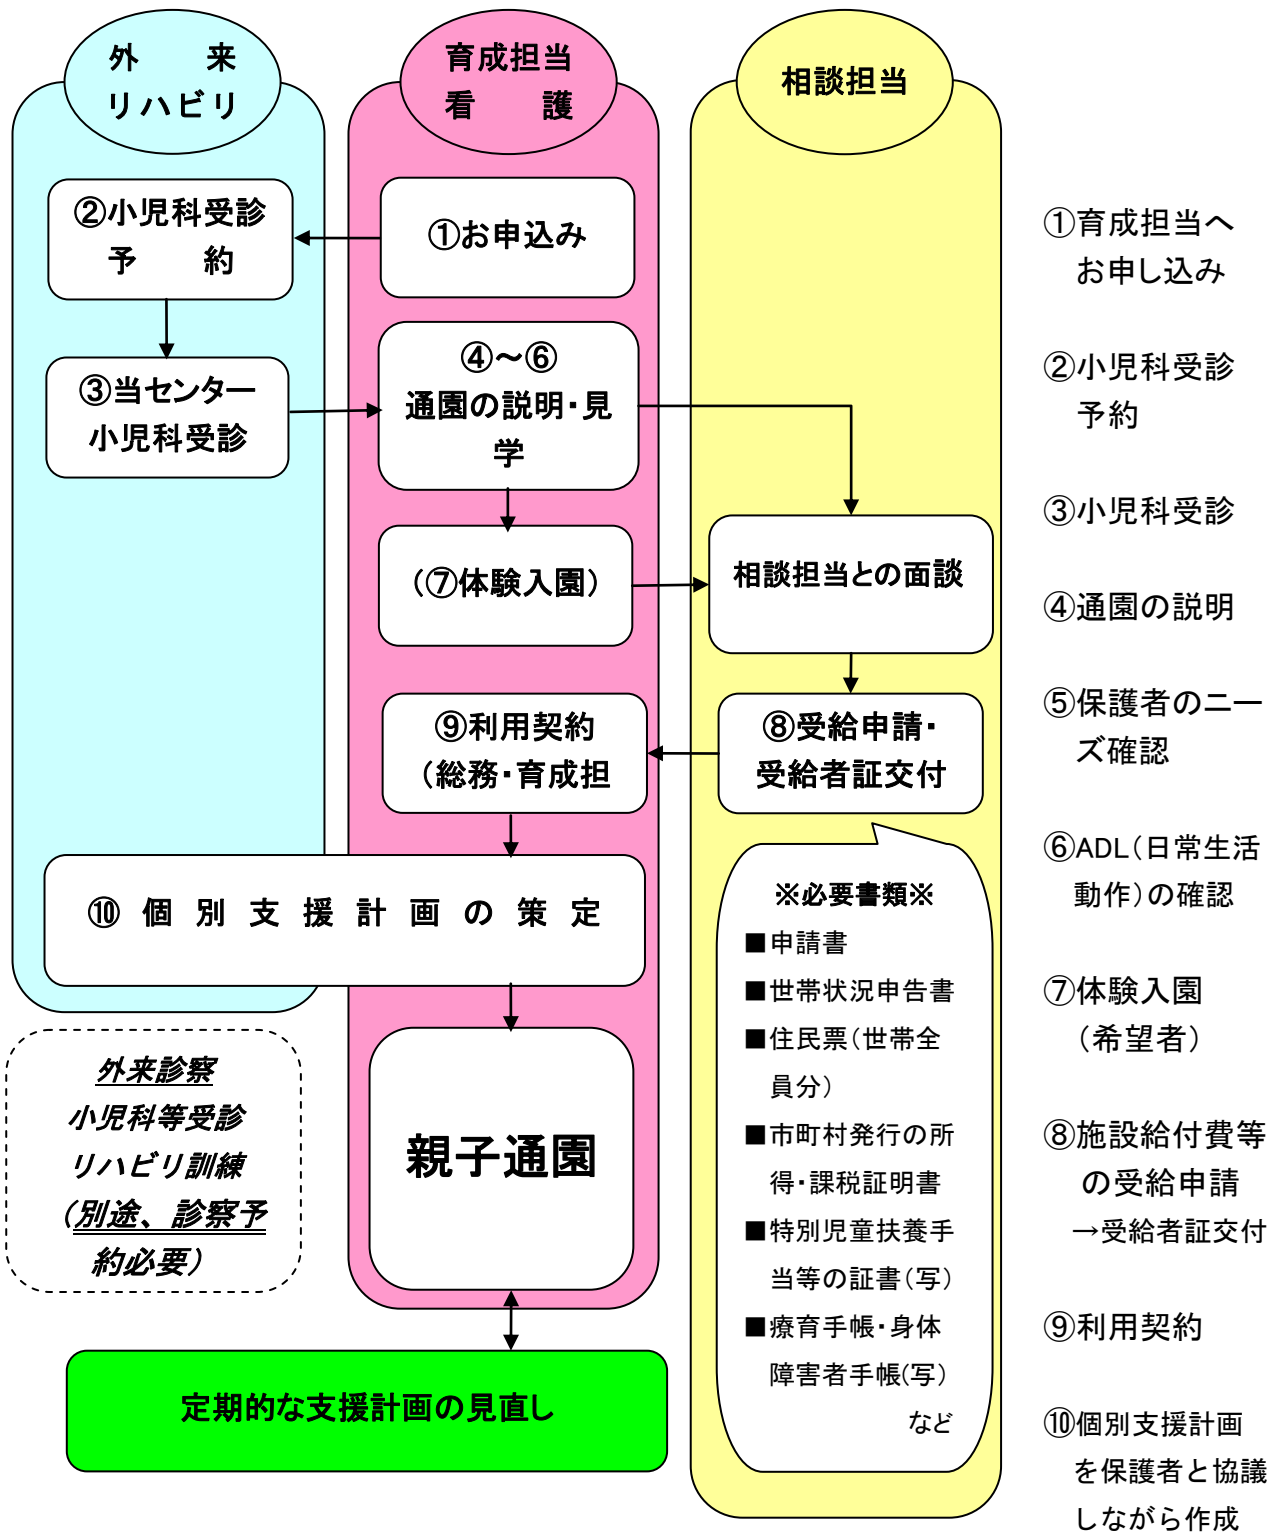 外　来
リハビリ
育成担当
看　護
相談担当
②小児科受診
予　約
①お申込み
③当センター
小児科受診
④～⑥
通園の説明・見
学
(⑦体験入園)
相談担当との面談
⑨利用契約
(総務・育成担
⑧受給申請・
受給者証交付
⑩個別支援計画の策定
※必要書類※
■申請書
■世帯状況申告書
■住民票(世帯全
員分)
■市町村発行の所
得・課税証明書
■特別児童扶養手
当等の証書(写)
■療育手帳・身体
障害者手帳(写)
など
外来診察
小児科等受診
リハビリ訓練
(別途、診察予
約必要)
親子通園
定期的な支援計画の見直し
①育成担当へ
お申し込み
②小児科受診
予約
③小児科受診
④通園の説明
⑤保護者のニー
ズ確認
⑥ADL(日常生活
動作)の確認
⑦体験入園
(希望者)
⑧施設給付費等
の受給申請
→受給者証交付
⑨利用契約
⑩個別支援計画
を保護者と協議
しながら作成